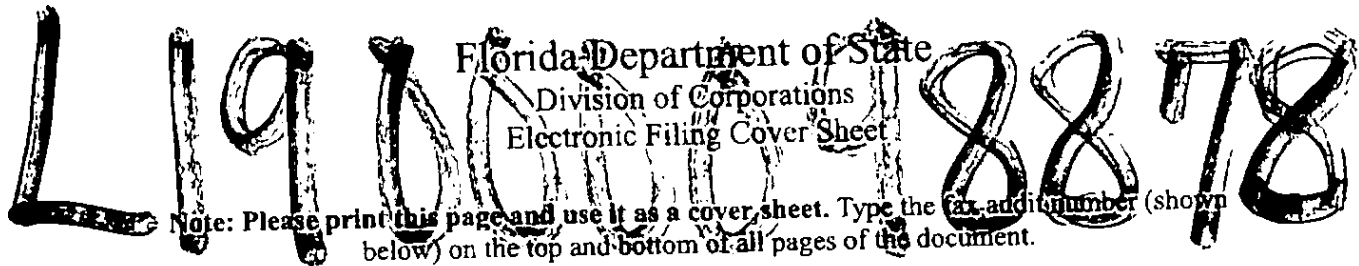 L19000098878
Florida Department of State
Division of Corporations
Electronic Filing Cover Sheet
Note: Please print this page and use it as a cover sheet. Type the fax audit number (shown
below) on the top and bottom of all pages of the document.